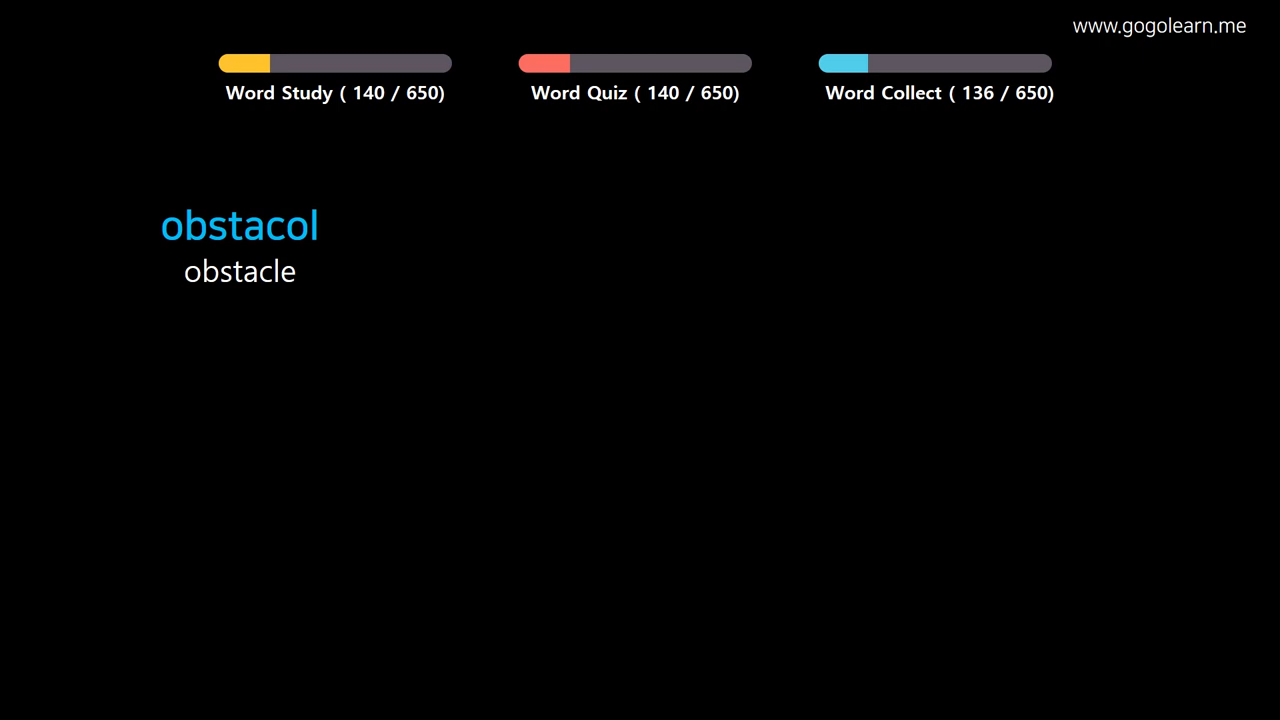 www.gogolearn.me
Word Study ( 140 / 650)
Word Quiz ( 140 / 650)
Word Collect ( 136 / 650)
obstacol
obstacle